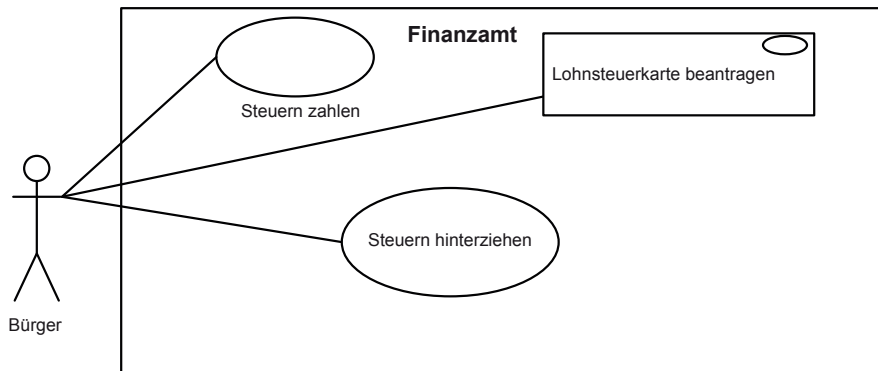 Finanzamt
Steuern zahlen
Lohnsteuerkarte beantragen
Steuern hinterziehen
Bürger